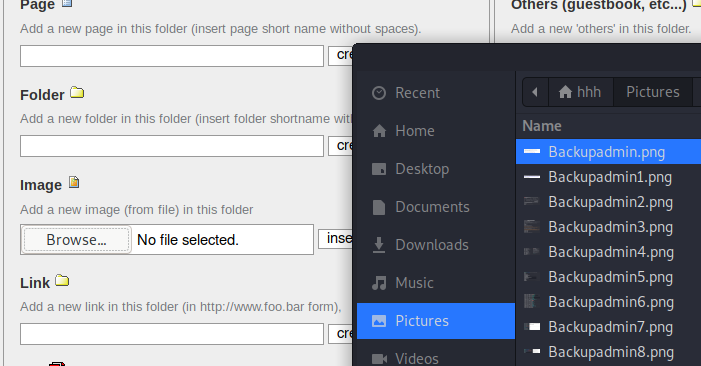 Page
Add a new page in this folder (insert page short name without spaces).
Folder
Add a new folder in this folder (insert folder shortname
Image
Add a new image (from file) in this folder
Browse...
No file selected.
Link
Add a new link in this folder (in http://www.foo.bar form),
Others (guestbook, etc...)
Add a new 'others' in this folder.
Recent
Home
Desktop
Documents
Downloads
Music
Pictures
Videos
hhh
Pictures
Name
Backupadmin.png
Backupadmin1.png
Backupadmin2.png
Backupadmin3.png
Backupadmin4.png
Backupadmin5.png
Backupadmin6.png
Backupadmin7.png
Backupadmin8.png